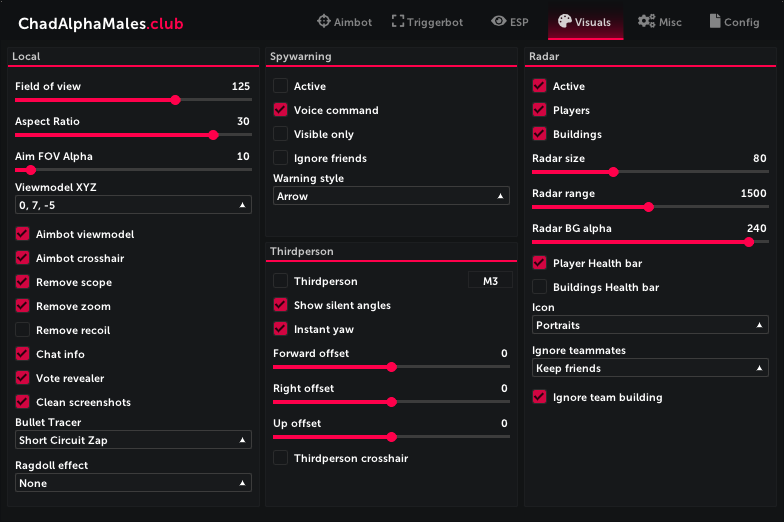 ChadAlphaMales.club
Aimbot
Triggerbot
ESP
Visuals
Misc
Config
Local
Field of view 125
Aspect Ratio 30
Aim FOV Alpha 10
Viewmodel XYZ
0, 7, -5
Aimbot viewmodel
Aimbot crosshair
Remove scope
Remove zoom
Remove recoil
Chat info
Vote revealer
Clean screenshots
Bullet Tracer
Short Circuit Zap
Ragdoll effect
None
Spywarning
Active
Voice command
Visible only
Ignore friends
Warning style
Arrow
Thirdperson
Thirdperson M3
Show silent angles
Instant yaw
Forward offset 0
Right offset 0
Up offset 0
Thirdperson crosshair
Radar
Active
Players
Buildings
Radar size 80
Radar range 1500
Radar BG alpha 240
Player Health bar
Buildings Health bar
Icon
Portraits
Ignore teammates
Keep friends
Ignore team building